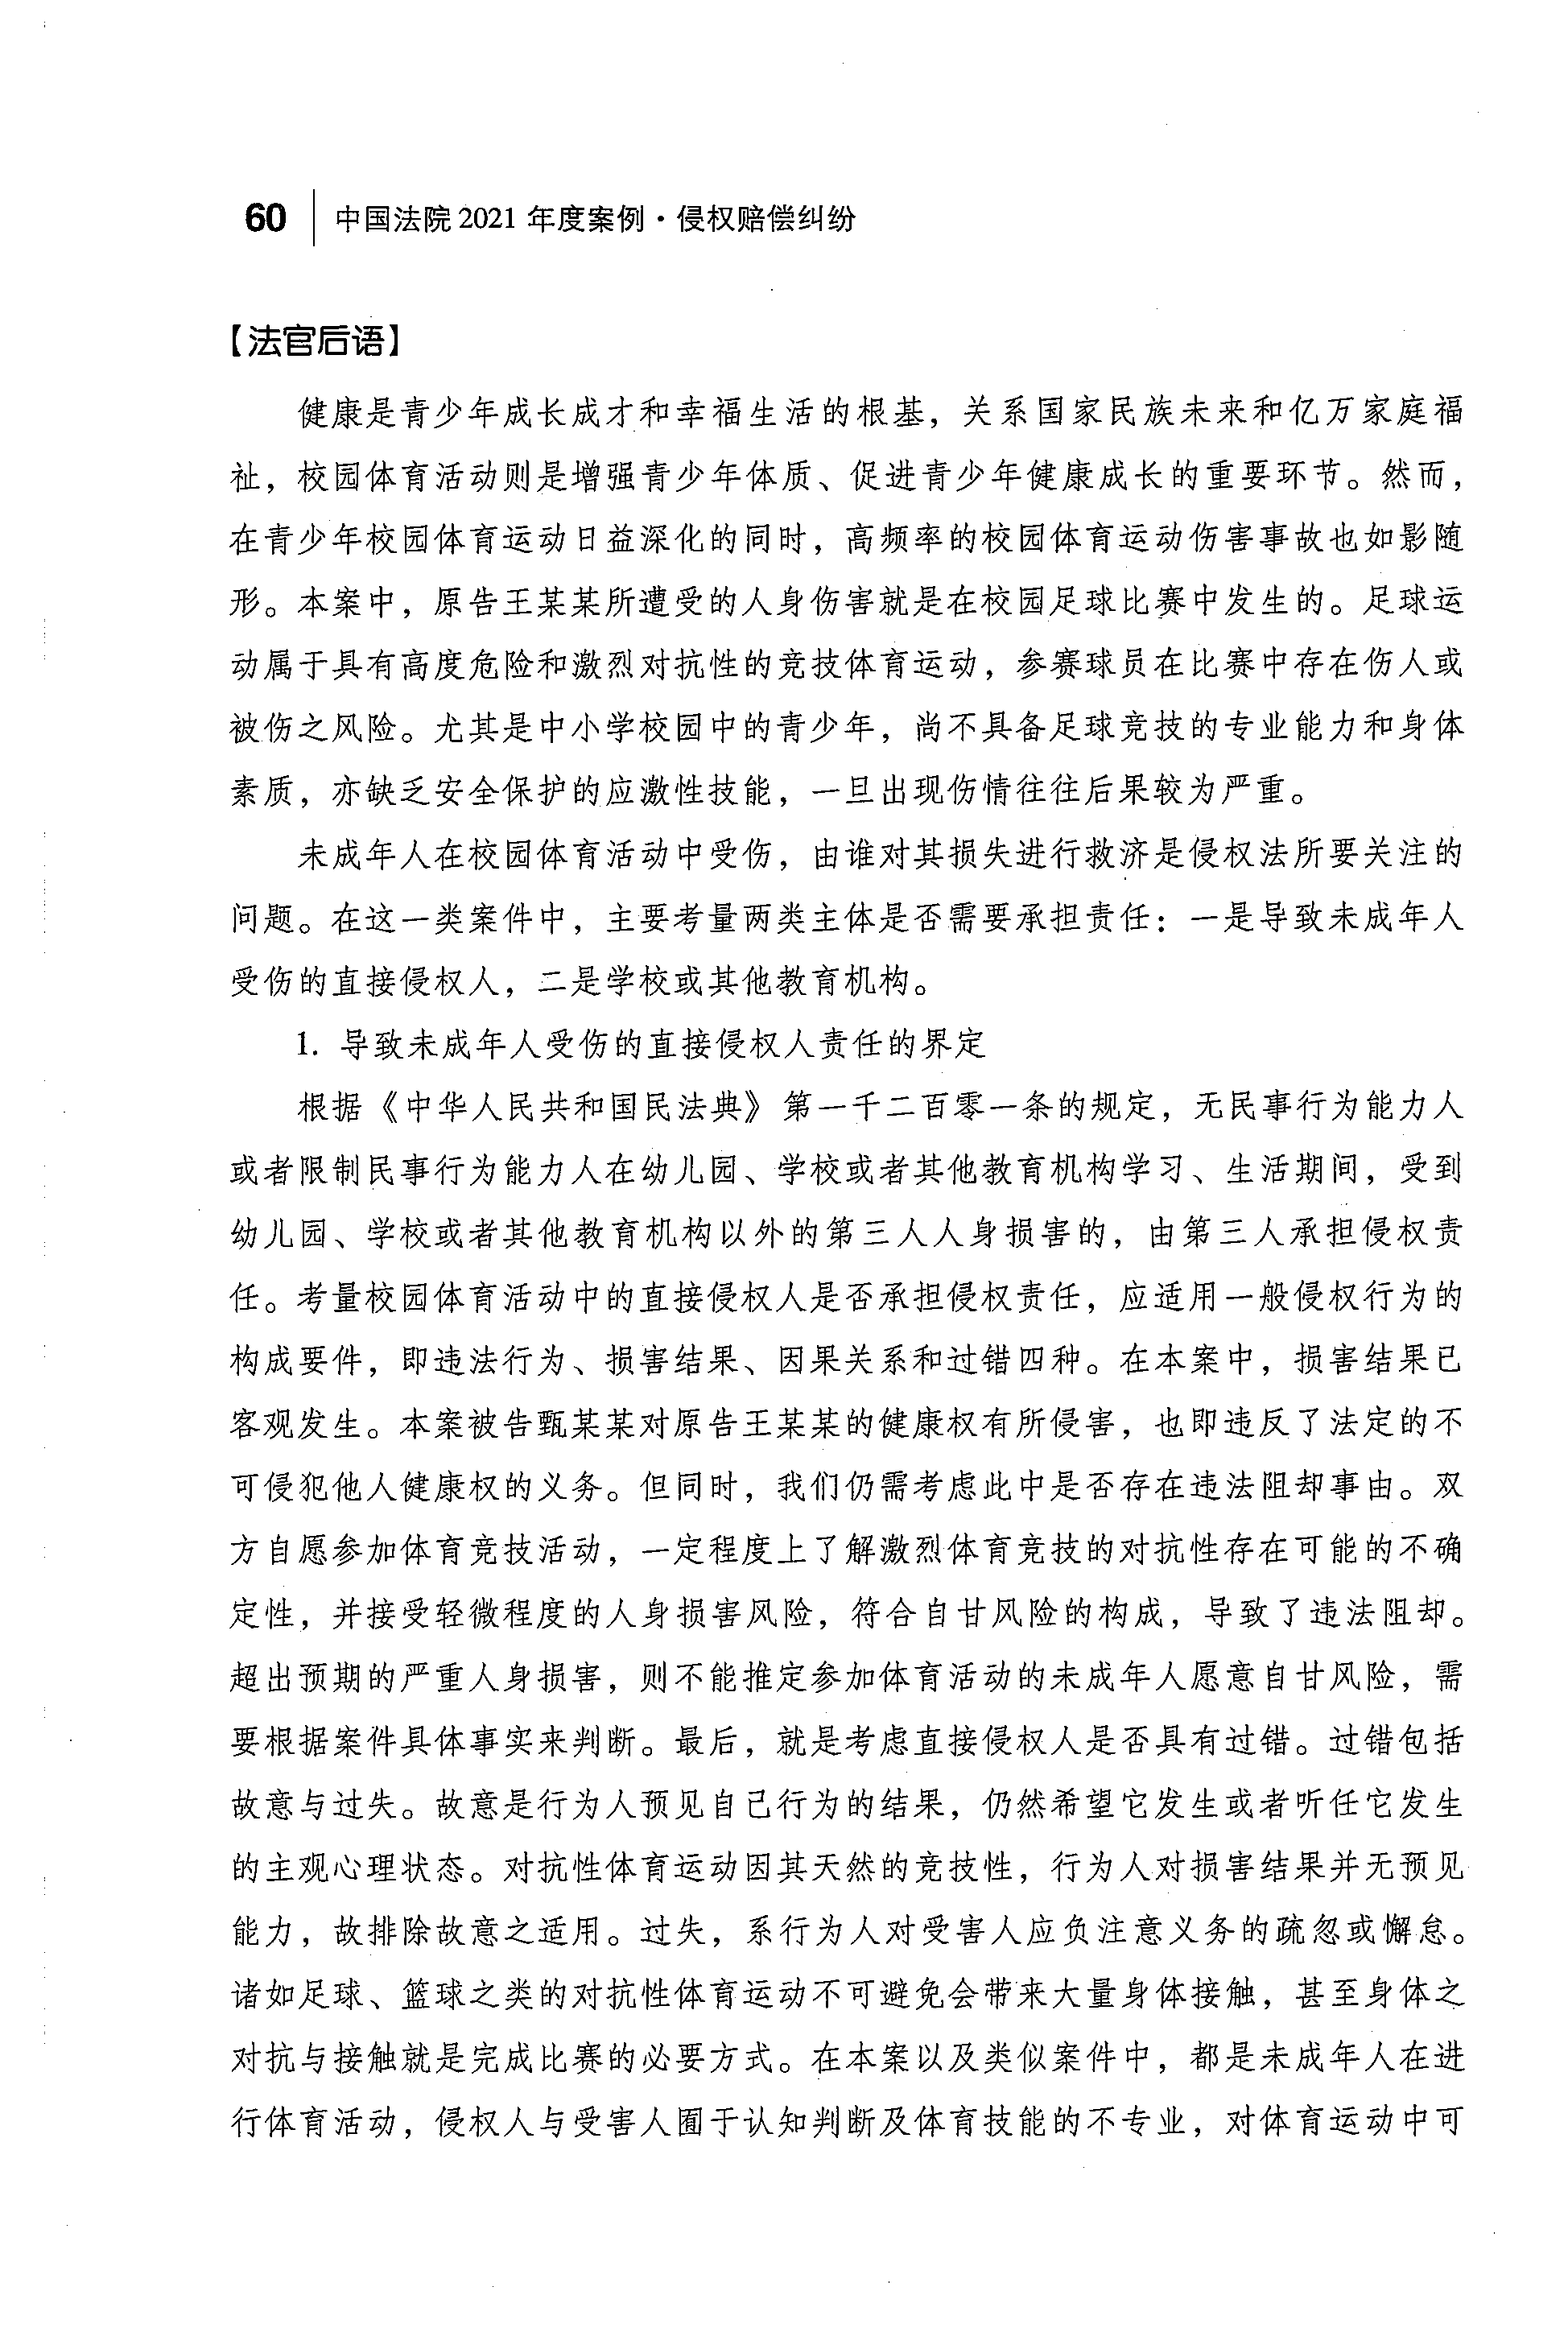 60 中国法院 2021 年度案例·侵权赔偿纠纷
【法官后语】
健康是青少年成长成才和幸福生活的根基，关系国家民族未来和亿万家庭福
祉，校园体育活动则是增强青少年体质、促进青少年健康成长的重要环节。然而，
在青少年校园体育运动日益深化的同时，高频率的校园体育运动伤害事故也如影随
形。本案中，原告王某某所遭受的人身伤害就是在校园足球比赛中发生的。足球运
动属于具有高度危险和激烈对抗性的竞技体育运动，参赛球员在比赛中存在伤人或
被伤之风险。尤其是中小学校园中的青少年，尚不具备足球竞技的专业能力和身体
素质，亦缺乏安全保护的应激性技能，一旦出现伤情往往后果较为严重。
未成年人在校园体育活动中受伤，由谁对其损失进行救济是侵权法所要关注的
问题。在这一类案件中，主要考量两类主体是否需要承担责任：一是导致未成年人
受伤的直接侵权人，二是学校或其他教育机构。
1. 导致未成年人受伤的直接侵权人责任的界定
根据《中华人民共和国民法典》第一千二百零一条的规定，无民事行为能力人
或者限制民事行为能力人在幼儿园、学校或者其他教育机构学习、生活期间，受到
幼儿园、学校或者其他教育机构以外的第三人人身损害的，由第三人承担侵权责
任。考量校园体育活动中的直接侵权人是否承担侵权责任，应适用一般侵权行为的
构成要件，即违法行为、损害结果、因果关系和过错四种。在本案中，损害结果已
客观发生。本案被告甄某某对原告王某某的健康权有所侵害，也即违反了法定的不
可侵犯他人健康权的义务。但同时，我们仍需考虑此中是否存在违法阻却事由。双
方自愿参加体育竞技活动，一定程度上了解激烈体育竞技的对抗性存在可能的不确
定性，并接受轻微程度的人身损害风险，符合自甘风险的构成，导致了违法阻却。
超出预期的严重人身损害，则不能推定参加体育活动的未成年人愿意自甘风险，需
要根据案件具体事实来判断。最后，就是考虑直接侵权人是否具有过错。过错包括
故意与过失。故意是行为人预见自己行为的结果，仍然希望它发生或者听任它发生
的主观心理状态。对抗性体育运动因其天然的竞技性，行为人对损害结果并无预见
能力，故排除故意之适用。过失，系行为人对受害人应负注意义务的疏忽或懈怠。
诸如足球、篮球之类的对抗性体育运动不可避免会带来大量身体接触，甚至身体之
对抗与接触就是完成比赛的必要方式。在本案以及类似案件中，都是未成年人在进
行体育活动，侵权人与受害人囿于认知判断及体育技能的不专业，对体育运动中可